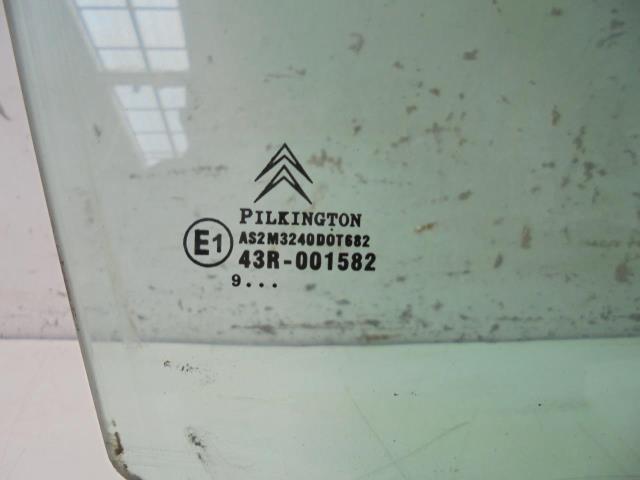 PILKINGTON
E1
AS2M3240DOT682
43R-001582
9...